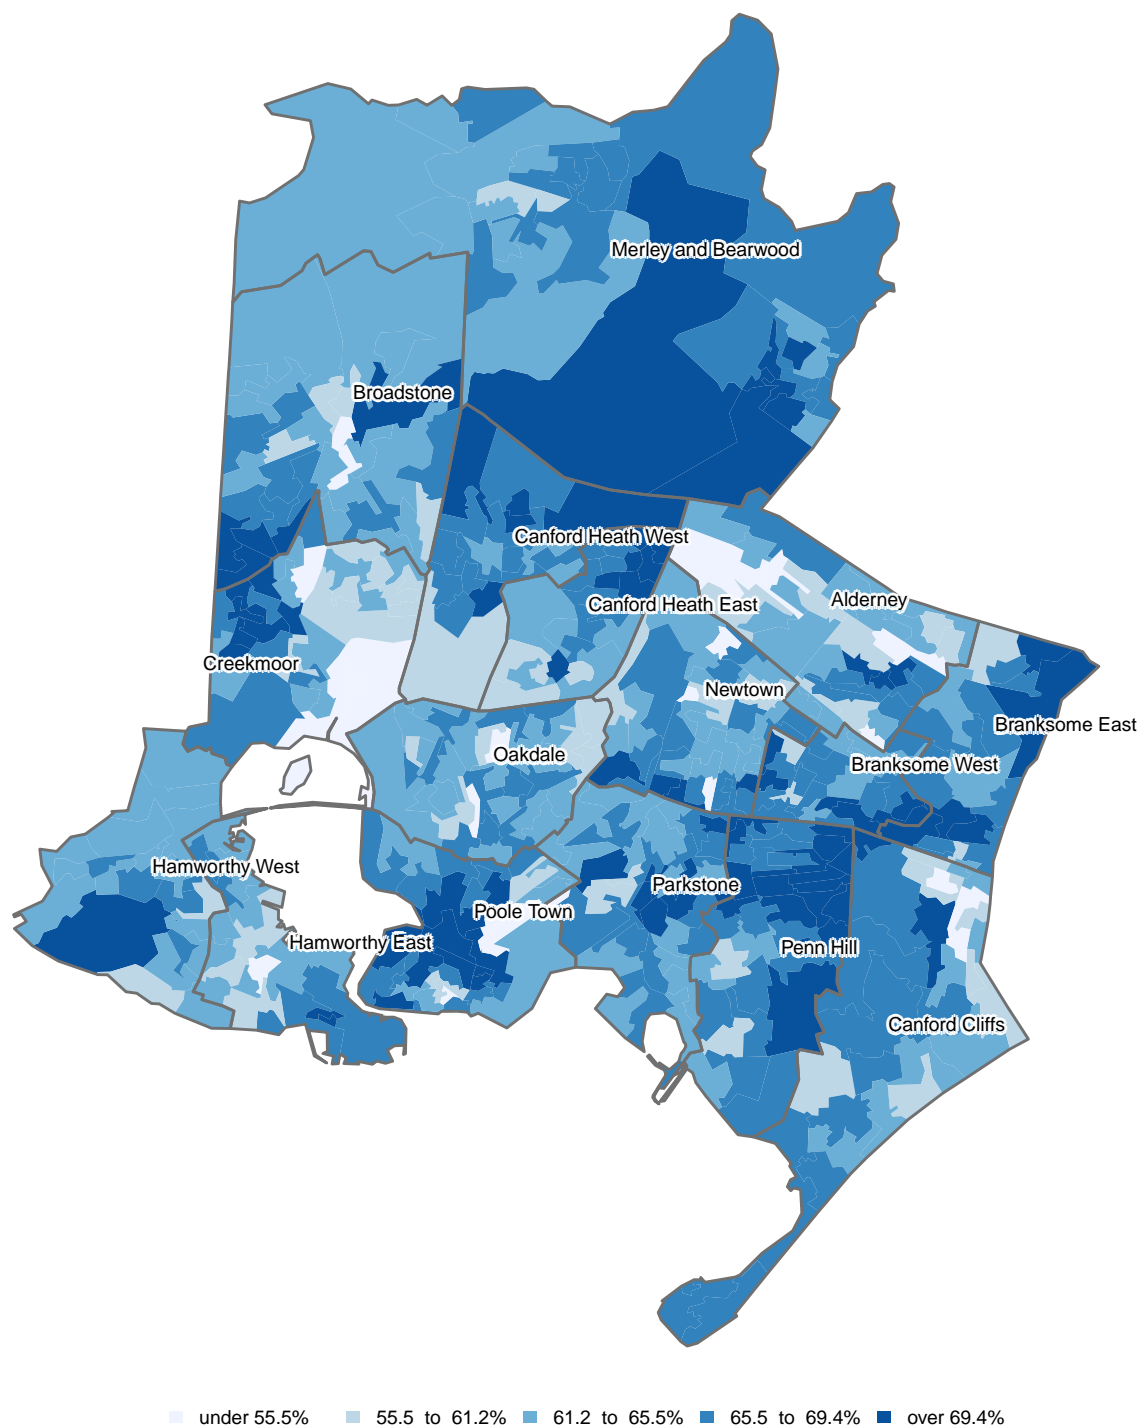 Merley and Bearwood
Broadstone
Canford Heath West
Canford Heath East
Alderney
Creekmoor
Newtown
Branksome East
Oakdale
Branksome West
Hamworthy West
Parkstone
Poole Town
Hamworthy East
Penn Hill
Canford Cliffs
under 55.5% 55.5 to 61.2% 61.2 to 65.5% 65.5 to 69.4% over 69.4%